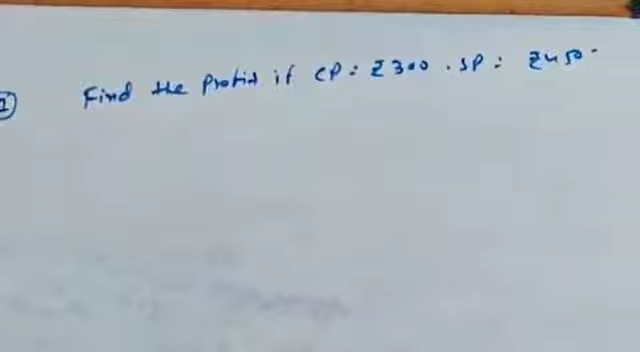 1 Find the Profit if CP: ₹300. SP: ₹450.